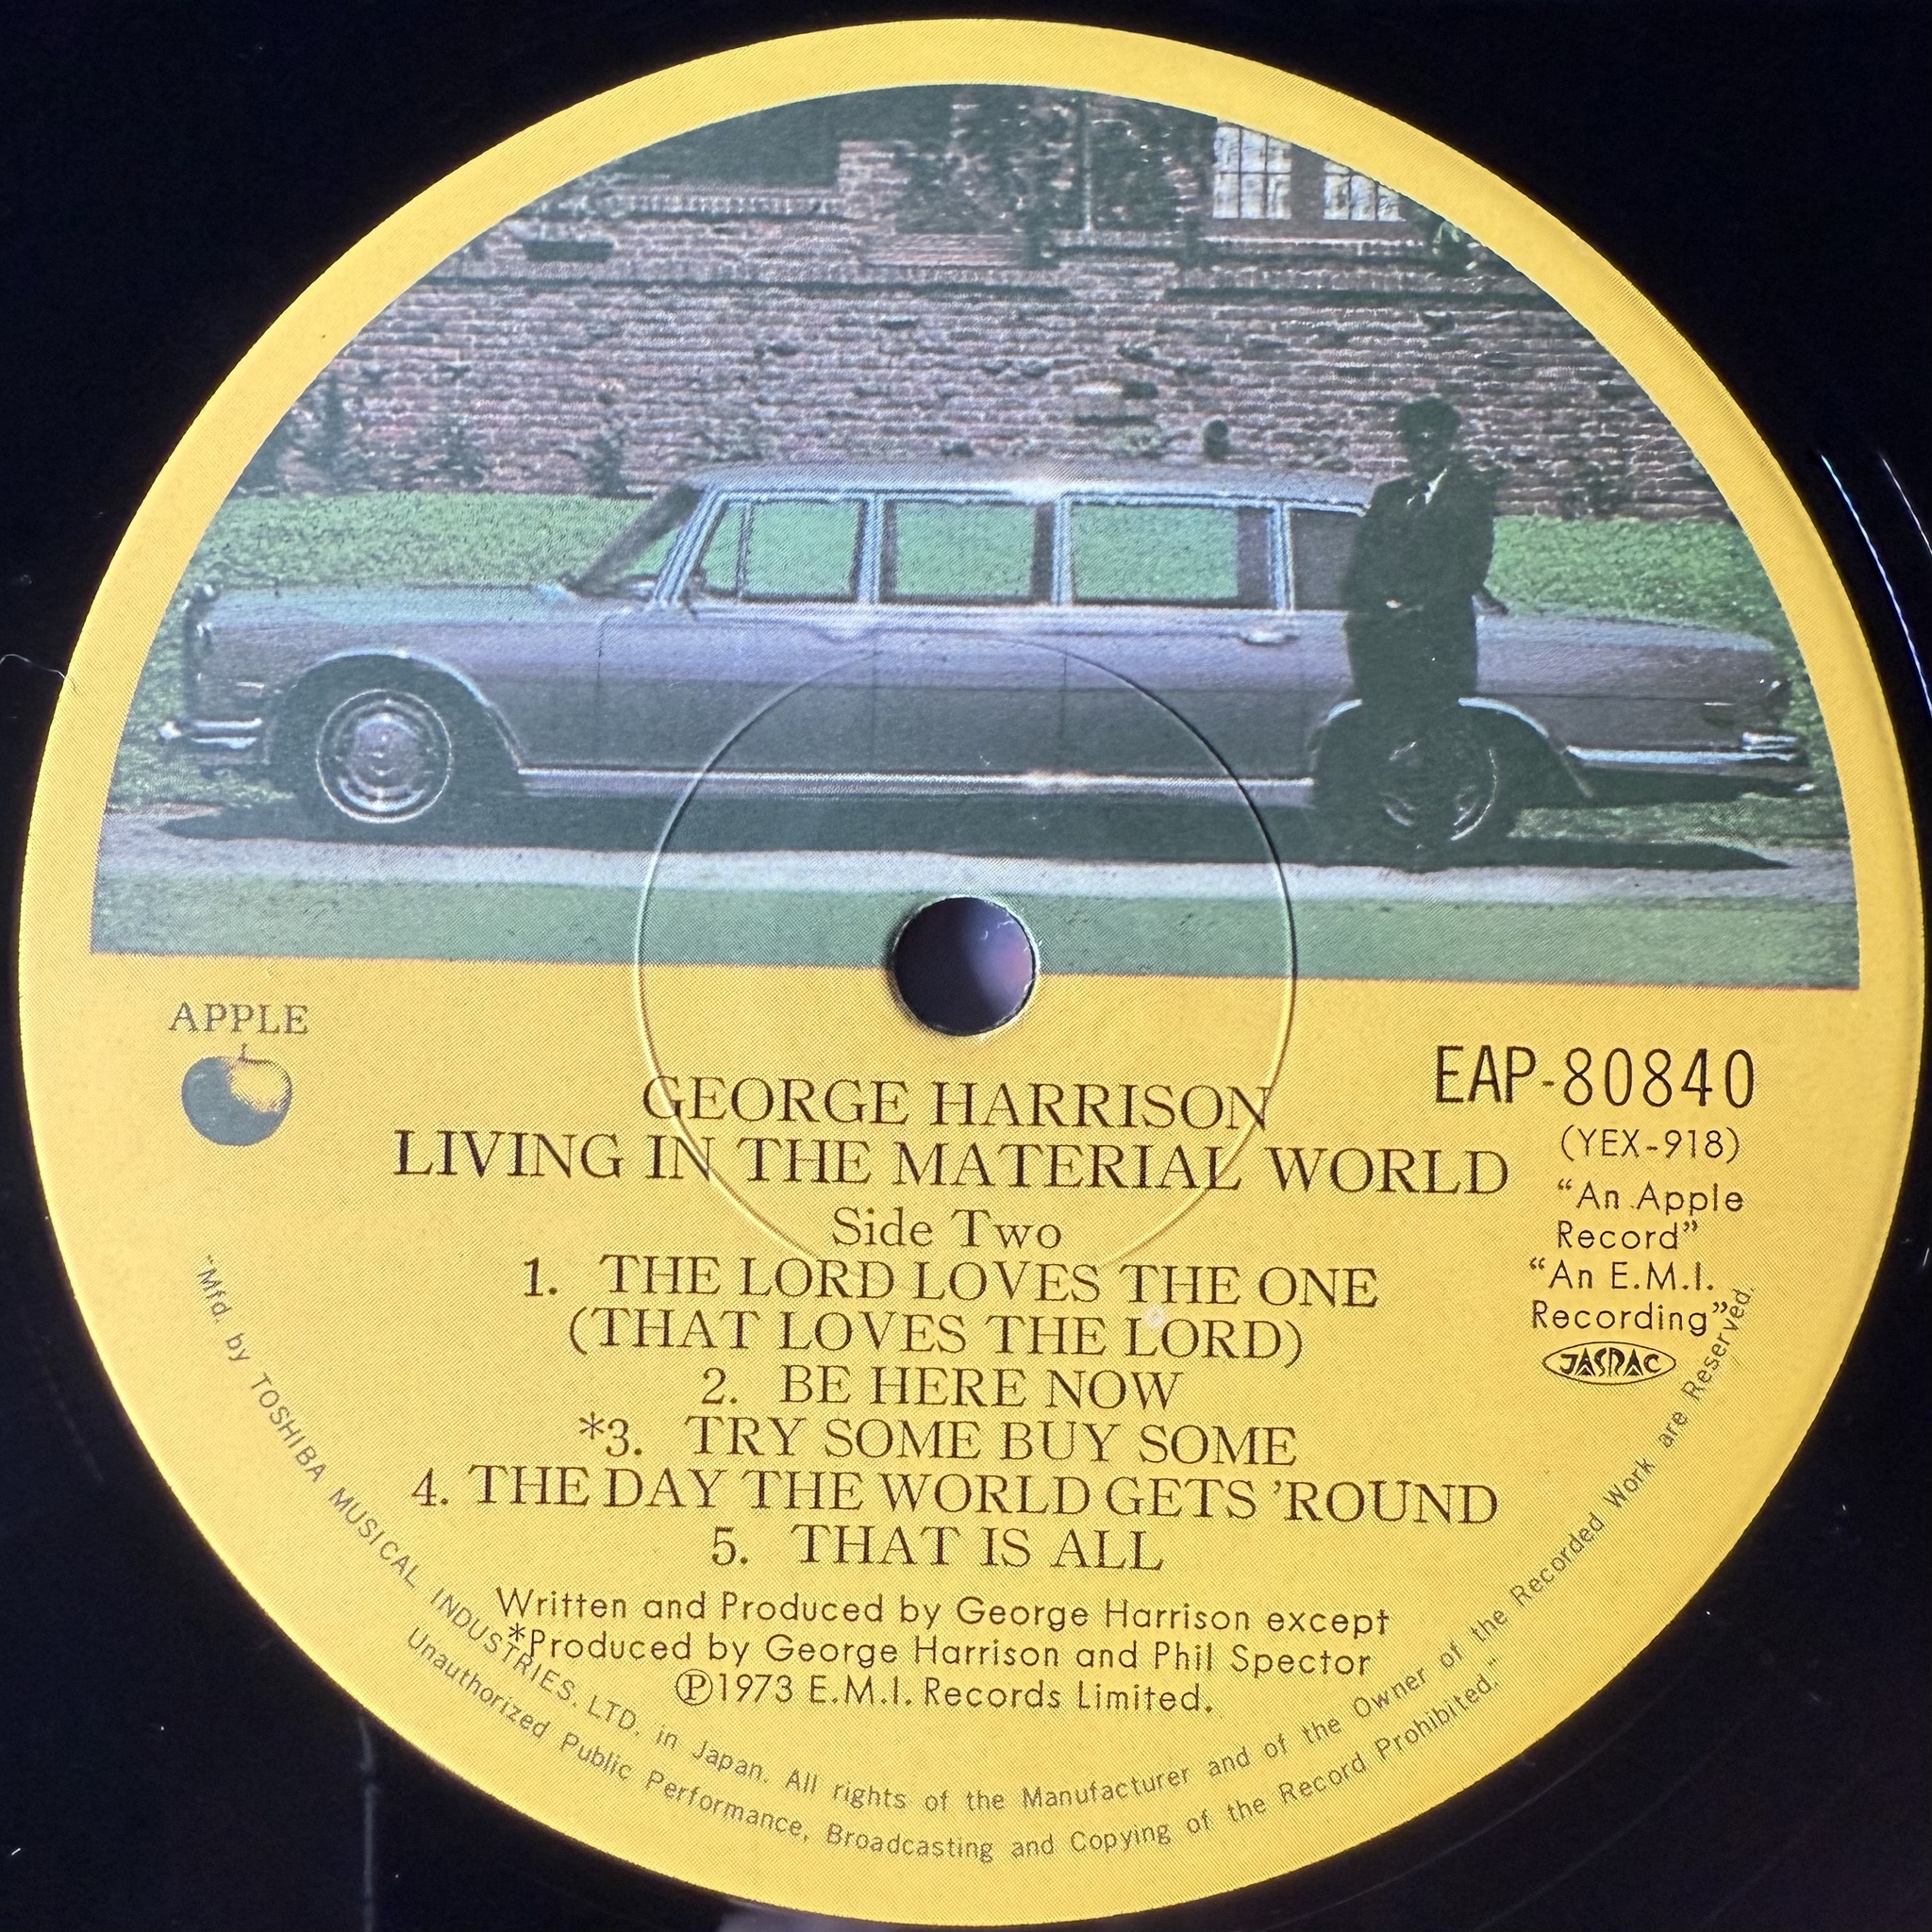 APPLE
EAP-80840
(YEX-918)
"An Apple
Record"
"An E.M.I.
Recording"
JASRAC
GEORGE HARRISON
LIVING IN THE MATERIAL WORLD
Side Two
1. THE LORD LOVES THE ONE
(THAT LOVES THE LORD)
2. BE HERE NOW
*3. TRY SOME BUY SOME
4. THE DAY THE WORLD GETS 'ROUND
5. THAT IS ALL
Written and Produced by George Harrison except
*Produced by George Harrison and Phil Spector
Ⓟ1973 E.M.I. Records Limited.
"Mfd. by TOSHIBA MUSICAL INDUSTRIES. LTD. in Japan. All rights of the Manufacturer and of the Owner of the Recorded Work are Reserved.
Unauthorized Public Performance, Broadcasting and Copying of the Record Prohibited."